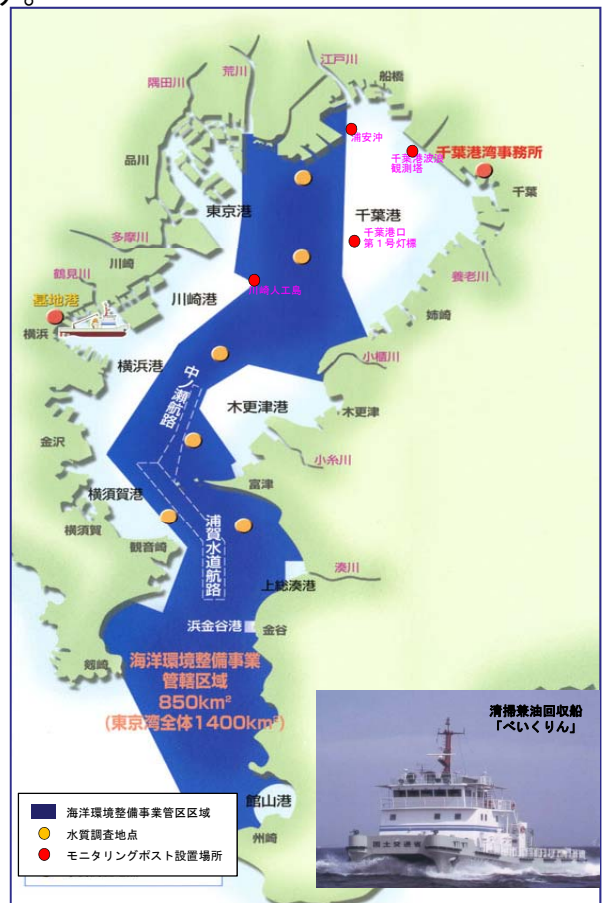 す。
江戸川
荒川
船橋
隅田川
浦安沖
千葉港波浪
観測塔
千葉港湾事務所
品川
千葉
東京港
千葉港
多摩川
千葉港口
第1号灯標
川崎
鶴見川
養老川
川崎人工島
基地港
川崎港
姉崎
横浜
小櫃川
横浜港
中ノ瀬航路
木更津港
木更津
金沢
小糸川
富津
横須賀港
浦賀水道航路
横須賀
観音崎
湊川
上総湊港
浜金谷港
金谷
剱崎
海洋環境整備事業
管轄区域
850km²
(東京湾全体1400km²)
清掃兼油回収船
「べいくりん」
館山港
海洋環境整備事業管区区域
水質調査地点
州崎
モニタリングポスト設置場所
国土交通省